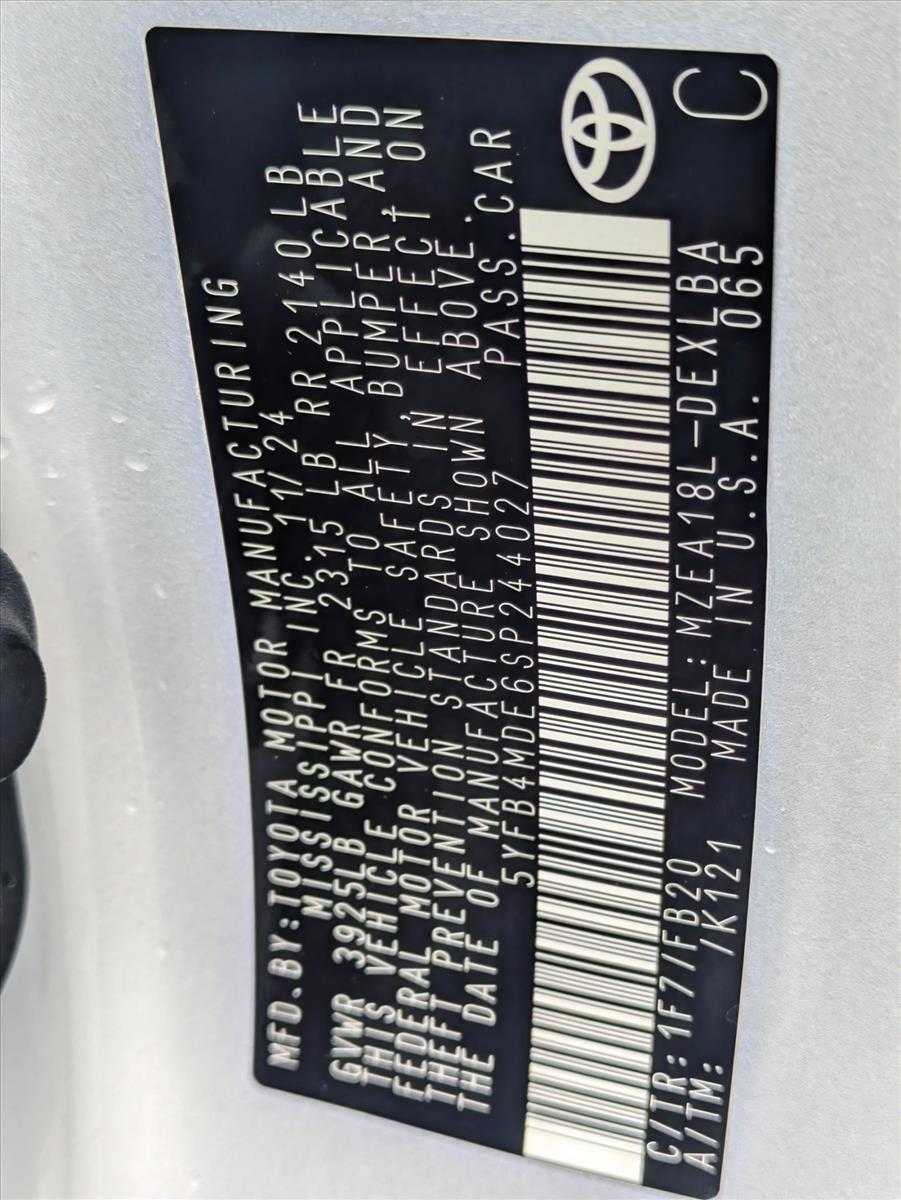 MFD.BY:TOYOTA MOTOR MANUFACTURING
MISSISSIPPI INC. 11/24
GVWR 3925LB GAWR FR 2315 LB RR 2140LB
THIS VEHICLE CONFORMS TO ALL APPLICABLE
FEDERAL MOTOR VEHICLE SAFETY, BUMPER, AND
THEFT PREVENTION STANDARDS IN EFFECT ON
THE DATE OF MANUFACTURE SHOWN ABOVE.
5YFB4MDE6SP244027 PASS.CAR
C/TR:1F7/FB20 MODEL:MZEA18L-DEXLBA
A/TM: /K121 MADE IN U.S.A. 065
C